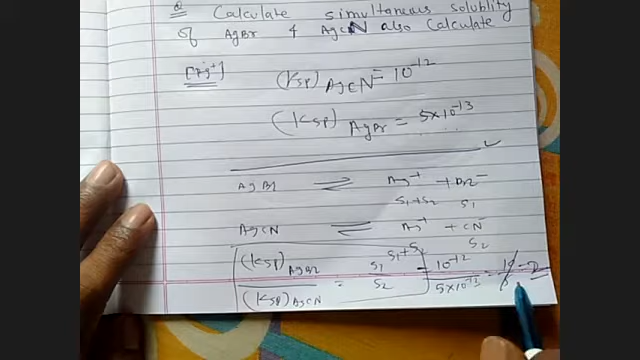 Q Calculate simultaneous solublity
of AgBr & AgCN also Calculate
[Ag+]
(Ksp) AgCN = 10^-12
(Ksp) AgBr = 5×10^-13
AgBr ⇌ Ag+ + Br-
S1+S2 S1
AgCN ⇌ Ag+ + CN-
S1+S2 S2
(Ksp)AgBr / (Ksp)AgCN = S1 / S2 = 10^-12 / 5×10^-13 =